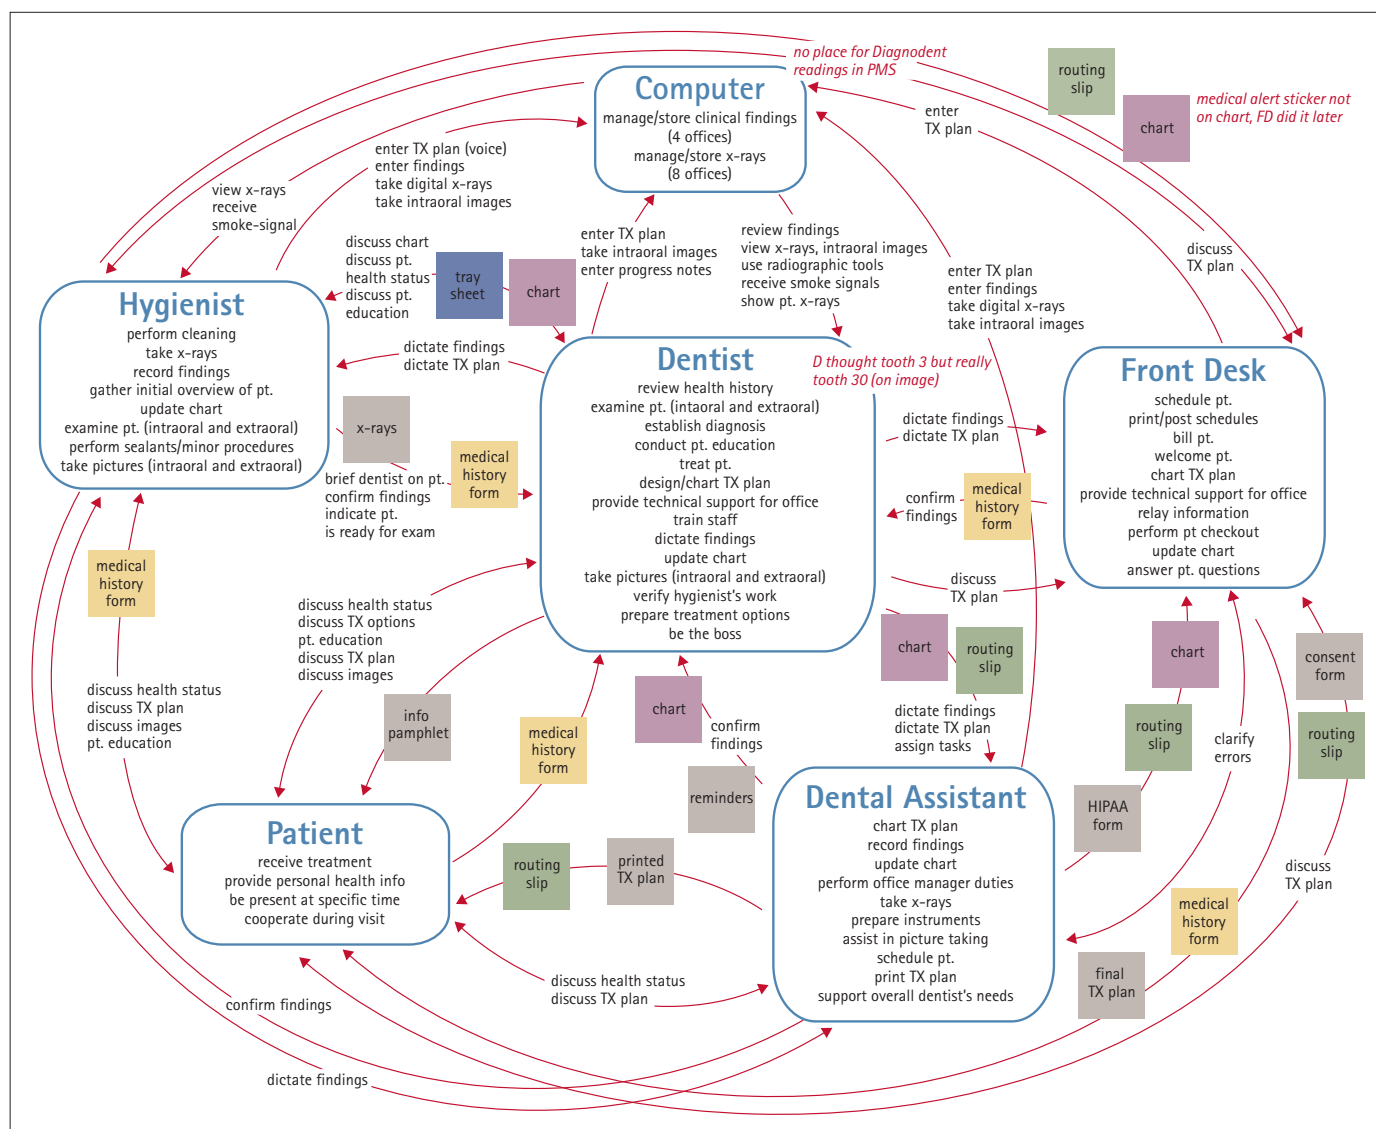 no place for Diagnodent
readings in PMS
routing
slip
chart
medical alert sticker not
on chart, FD did it later
Computer
manage/store clinical findings
(4 offices)
manage/store x-rays
(8 offices)
enter
TX plan
enter TX plan (voice)
enter findings
take digital x-rays
take intraoral images
view x-rays
receive
smoke-signal
discuss chart
discuss pt.
health status
discuss pt.
education
tray
sheet
chart
enter TX plan
take intraoral images
enter progress notes
review findings
view x-rays, intraoral images
use radiographic tools
receive smoke signals
show pt. x-rays
enter TX plan
enter findings
take digital x-rays
take intraoral images
discuss
TX plan
Hygienist
perform cleaning
take x-rays
record findings
gather initial overview of pt.
update chart
examine pt. (intaoral and extraoral)
perform sealants/minor procedures
take pictures (intraoral and extraoral)
dictate findings
dictate TX plan
x-rays
medical
history
form
brief dentist on pt.
confirm findings
indicate pt.
is ready for exam
Dentist
review health history
examine pt. (intaoral and extraoral)
establish diagnosis
conduct pt. education
treat pt.
design/chart TX plan
provide technical support for office
train staff
dictate findings
update chart
take pictures (intraoral and extraoral)
verify hygienist's work
prepare treatment options
be the boss
D thought tooth 3 but really
tooth 30 (on image)
dictate findings
dictate TX plan
confirm
findings
medical
history
form
discuss
TX plan
Front Desk
schedule pt.
print/post schedules
bill pt.
welcome pt.
chart TX plan
provide technical support for office
relay information
perform pt checkout
update chart
answer pt. questions
medical
history
form
discuss health status
discuss TX plan
discuss images
pt. education
discuss health status
discuss TX options
pt. education
discuss TX plan
discuss images
info
pamphlet
medical
history
form
chart
confirm
findings
reminders
chart
routing
slip
dictate findings
dictate TX plan
assign tasks
chart
routing
slip
HIPAA
form
clarify
errors
consent
form
routing
slip
Patient
receive treatment
provide personal health info
be present at specific time
cooperate during visit
routing
slip
printed
TX plan
discuss health status
discuss TX plan
Dental Assistant
chart TX plan
record findings
update chart
perform office manager duties
take x-rays
prepare instruments
assist in picture taking
schedule pt.
print TX plan
support overall dentist's needs
discuss
TX plan
medical
history
form
final
TX plan
confirm findings
dictate findings